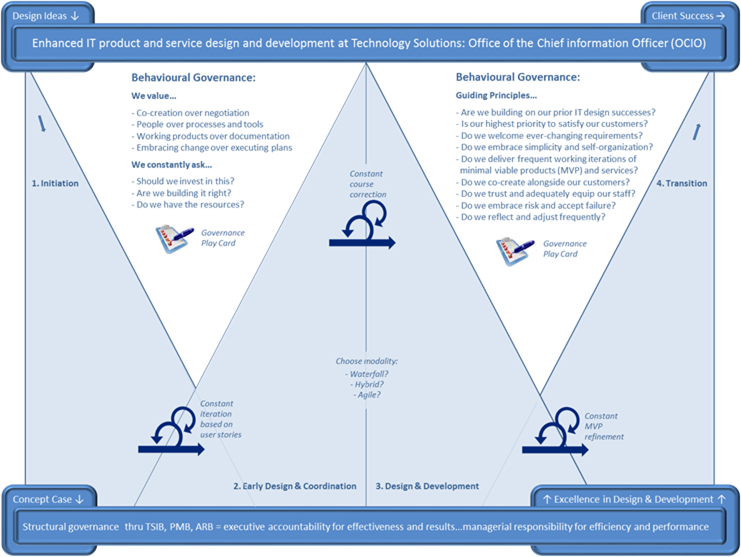 Design Ideas ↓
Client Success →
Enhanced IT product and service design and development at Technology Solutions: Office of the Chief information Officer (OCIO)
Behavioural Governance:
We value...
- Co-creation over negotiation
- People over processes and tools
- Working products over documentation
- Embracing change over executing plans
We constantly ask...
- Should we invest in this?
- Are we building it right?
- Do we have the resources?
Governance
Play Card
Behavioural Governance:
Guiding Principles...
- Are we building on our prior IT design successes?
- Is our highest priority to satisfy our customers?
- Do we welcome ever-changing requirements?
- Do we embrace simplicity and self-organization?
- Do we deliver frequent working iterations of
minimal viable products (MVP) and services?
- Do we co-create alongside our customers?
- Do we trust and adequately equip our staff?
- Do we embrace risk and accept failure?
- Do we reflect and adjust frequently?
Governance
Play Card
1. Initiation
Constant
course
correction
4. Transition
Choose modality:
- Waterfall?
- Hybrid?
- Agile?
Constant
iteration
based on
user stories
Constant
MVP
refinement
2. Early Design & Coordination
3. Design & Development
Concept Case ↓
↑ Excellence in Design & Development ↑
Structural governance thru TSIB, PMB, ARB = executive accountability for effectiveness and results...managerial responsibility for efficiency and performance